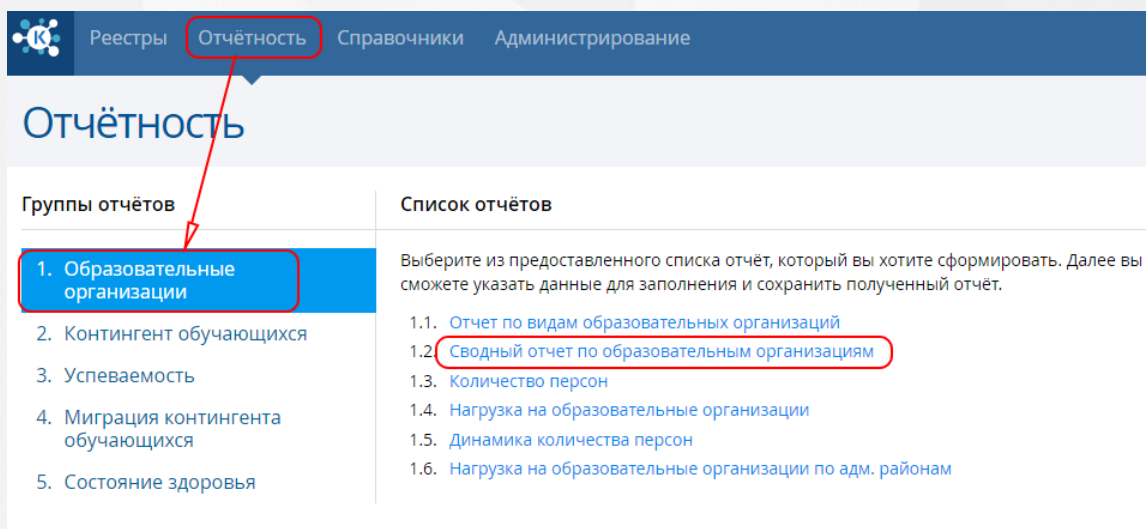 К Реестры Отчётность Справочники Администрирование
Отчётность
Группы отчётов
1. Образовательные
организации
2. Контингент обучающихся
3. Успеваемость
4. Миграция контингента
обучающихся
5. Состояние здоровья
Список отчётов
Выберите из предоставленного списка отчёт, который вы хотите сформировать. Далее вы
сможете указать данные для заполнения и сохранить полученный отчёт.
1.1. Отчет по видам образовательных организаций
1.2. Сводный отчет по образовательным организациям
1.3. Количество персон
1.4. Нагрузка на образовательные организации
1.5. Динамика количества персон
1.6. Нагрузка на образовательные организации по адм. районам